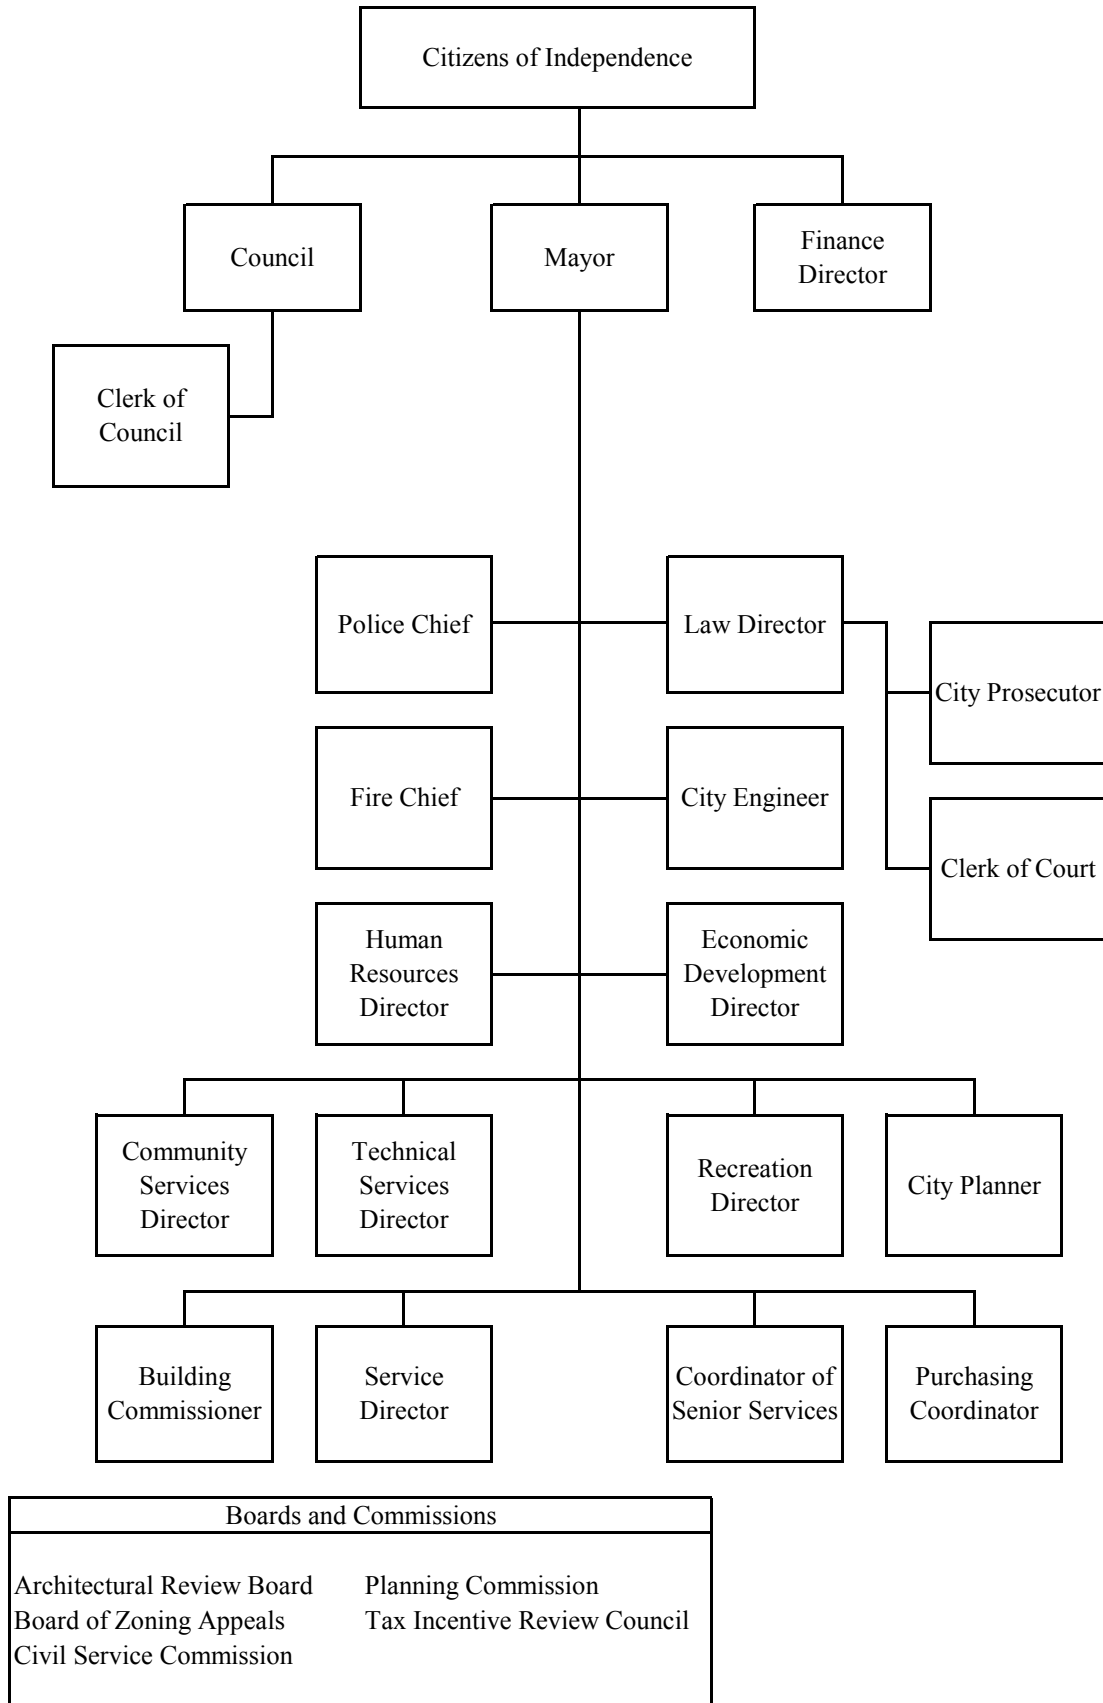 Citizens of Independence
Council
Mayor
Finance
Director
Clerk of
Council
Police Chief
Law Director
City Prosecutor
Fire Chief
City Engineer
Clerk of Court
Human
Resources
Director
Economic
Development
Director
Community
Services
Director
Technical
Services
Director
Recreation
Director
City Planner
Building
Commissioner
Service
Director
Coordinator of
Senior Services
Purchasing
Coordinator
Boards and Commissions
Architectural Review Board
Planning Commission
Board of Zoning Appeals
Tax Incentive Review Council
Civil Service Commission